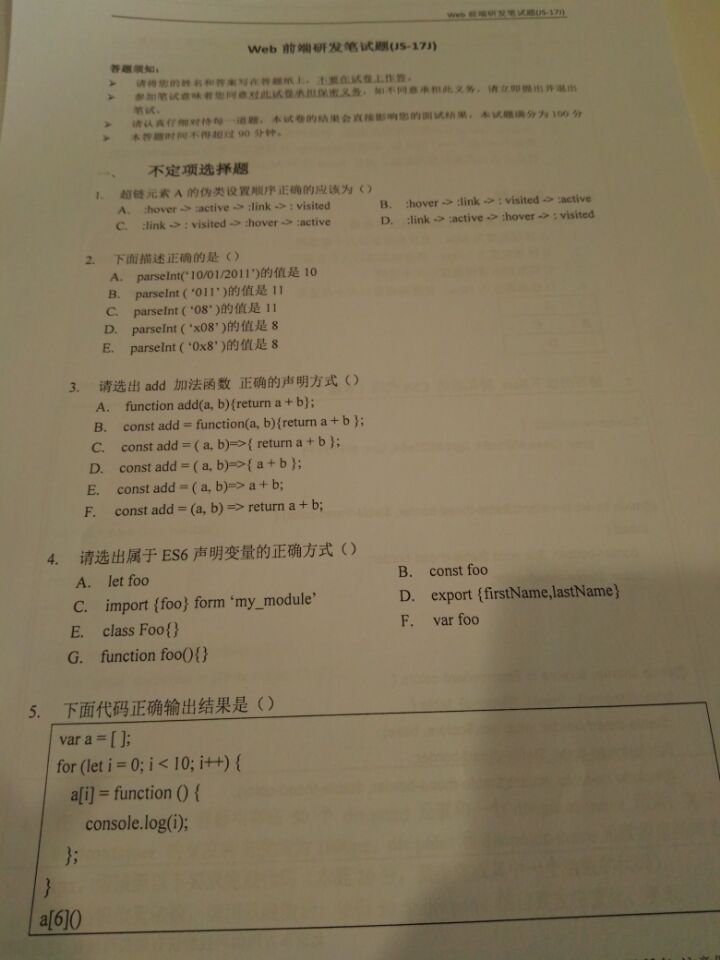 Web 前端研发笔试题(JS-17J)
Web 前端研发笔试题(JS-17J)
答题须知：
➢ 请将您的姓名和答案写在答题纸上，不要在试卷上作答。
➢ 参加笔试意味着您同意对此试卷承担保密义务，如不同意承担此义务，请立即提出并退出
笔试。
➢ 请认真仔细对待每一道题，本试卷的结果会直接影响您的面试结果，本试题满分为 100 分
➢ 本答题时间不得超过 90 分钟。
一、 不定项选择题
1. 超链元素 A 的伪类设置顺序正确的应该为（）
A. :hover -> :active -> :link -> : visited B. :hover -> :link -> : visited -> :active
C. :link -> : visited -> :hover -> :active D. :link -> :active -> :hover -> : visited
2. 下面描述正确的是（）
A. parseInt(‘10/01/2011’)的值是 10
B. parseInt ( ‘011’ )的值是 11
C. parseInt ( ‘08’ )的值是 11
D. parseInt ( ‘x08’ )的值是 8
E. parseInt ( ‘0x8’ )的值是 8
3. 请选出 add 加法函数 正确的声明方式（）
A. function add(a, b){return a + b};
B. const add = function(a, b){return a + b };
C. const add = ( a, b)=>{ return a + b };
D. const add = ( a, b)=>{ a + b };
E. const add = ( a, b)=> a + b;
F. const add = (a, b) => return a + b;
4. 请选出属于 ES6 声明变量的正确方式（）
A. let foo B. const foo
C. import {foo} form ‘my_module’ D. export {firstName,lastName}
E. class Foo{} F. var foo
G. function foo(){}
5. 下面代码正确输出结果是（）
var a = [ ];
for (let i = 0; i < 10; i++) {
a[i] = function () {
console.log(i);
};
}
a[6]()